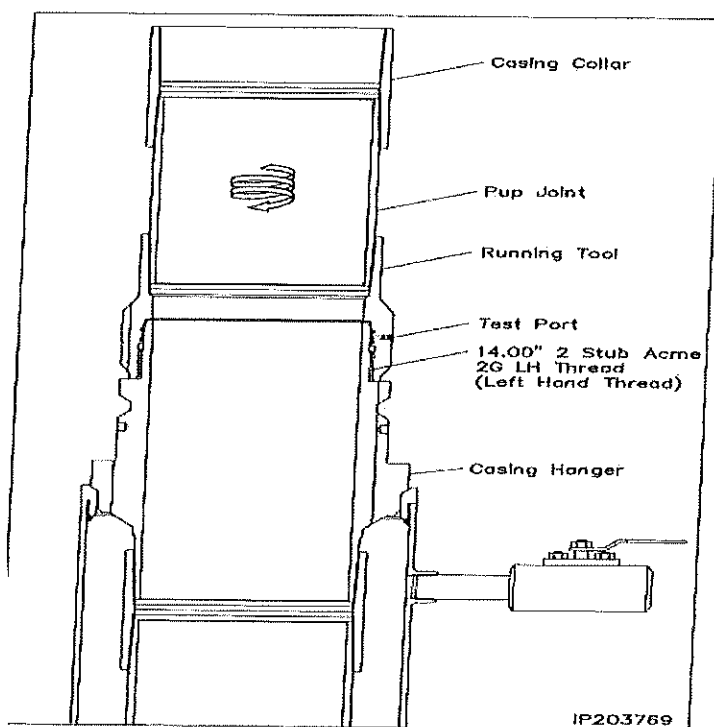 Casing Collar
Pup Joint
Running Tool
Test Port
14.00" 2 Stub Acme
2G LH Thread
(Left Hand Thread)
Casing Hanger
IP203769